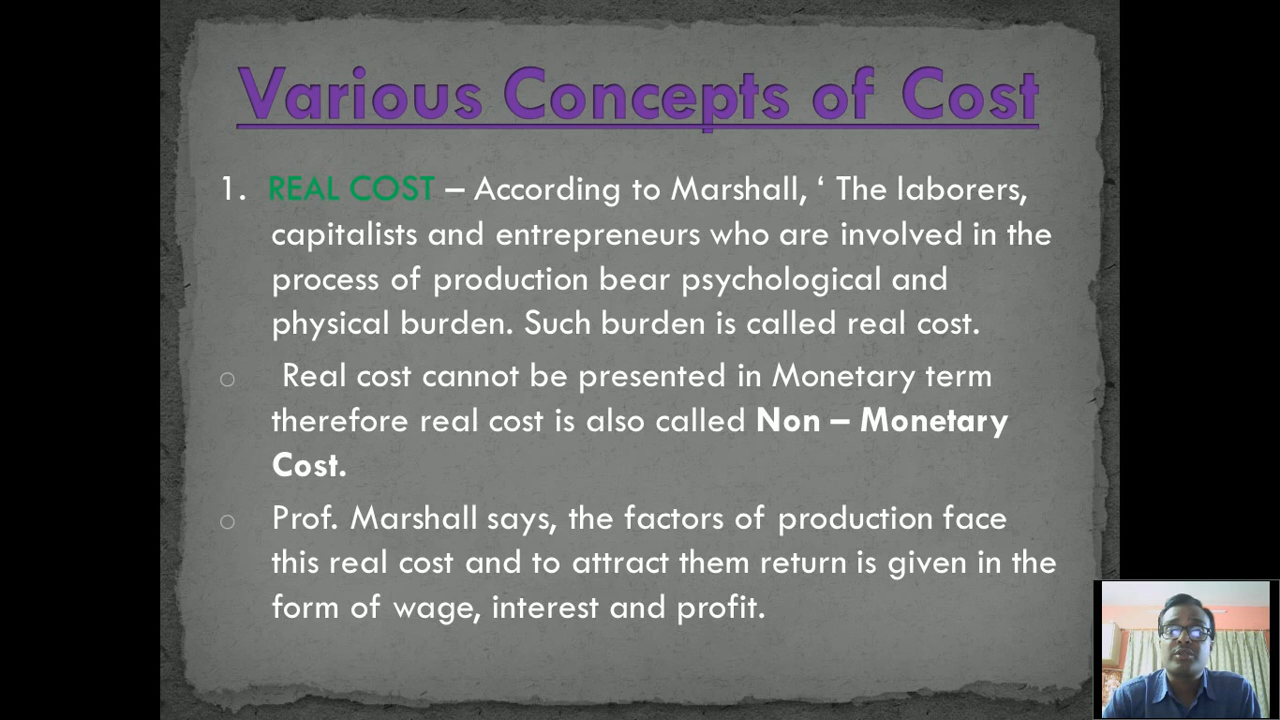 Various Concepts of Cost
1. REAL COST – According to Marshall, ‘ The laborers,
capitalists and entrepreneurs who are involved in the
process of production bear psychological and
physical burden. Such burden is called real cost.
o Real cost cannot be presented in Monetary term
therefore real cost is also called Non – Monetary
Cost.
o Prof. Marshall says, the factors of production face
this real cost and to attract them return is given in the
form of wage, interest and profit.